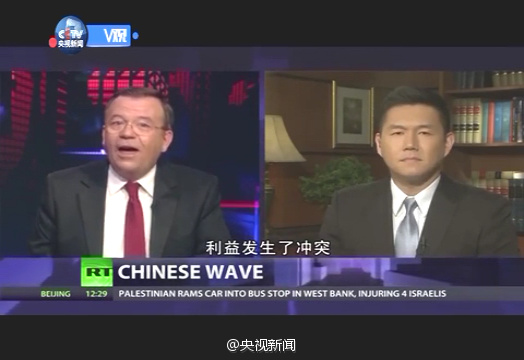 CCTV
央视新闻
V观
利益发生了冲突
RT CHINESE WAVE
BEIJING 12:29 PALESTINIAN RAMS CAR INTO BUS STOP IN WEST BANK, INJURING 4 ISRAELIS
@央视新闻